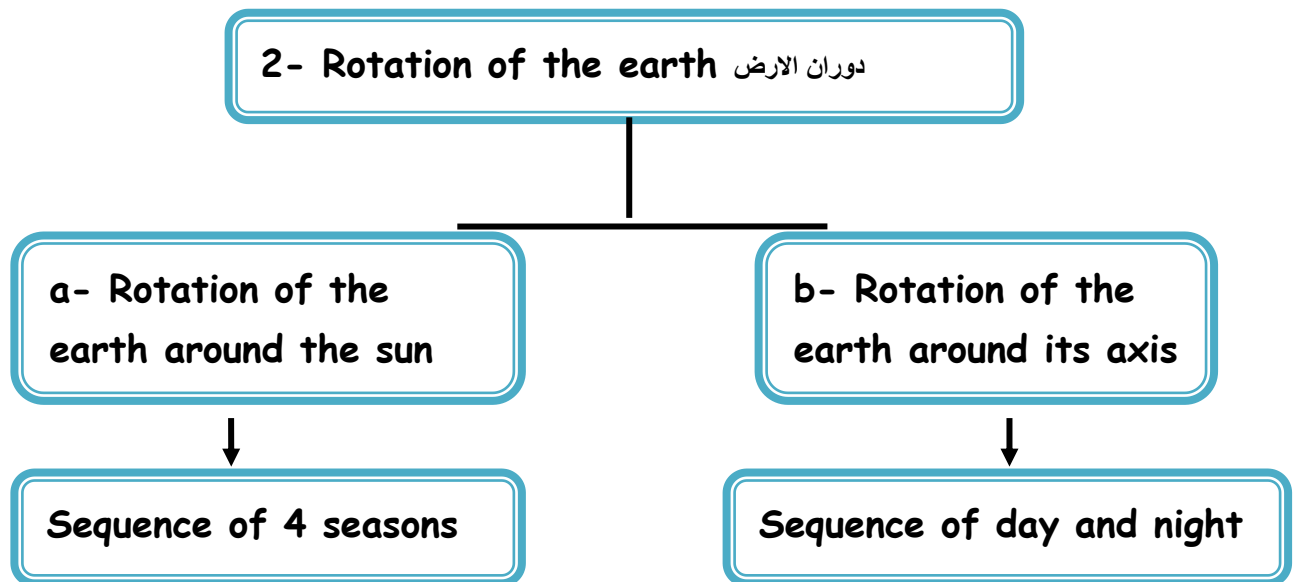 2- Rotation of the earth دوران الارض
a- Rotation of the
earth around the sun
b- Rotation of the
earth around its axis
Sequence of 4 seasons
Sequence of day and night